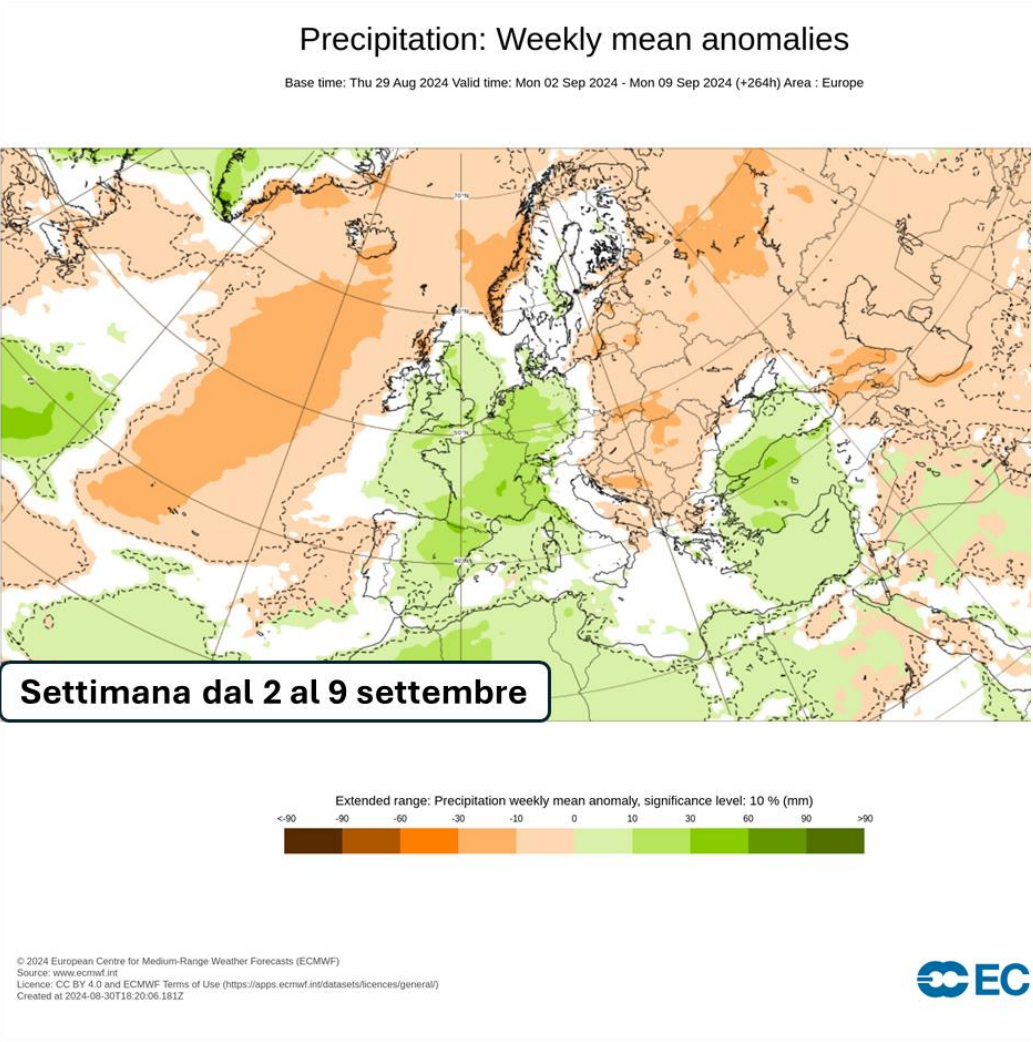 Precipitation: Weekly mean anomalies
Base time: Thu 29 Aug 2024 Valid time: Mon 02 Sep 2024 - Mon 09 Sep 2024 (+264h) Area : Europe
70°N
50°N
40°N
Settimana dal 2 al 9 settembre
Extended range: Precipitation weekly mean anomaly, significance level: 10 % (mm)
<-90 -90 -60 -30 -10 0 10 30 60 90 >90
© 2024 European Centre for Medium-Range Weather Forecasts (ECMWF)
Source: www.ecmwf.int
Licence: CC BY 4.0 and ECMWF Terms of Use (https://apps.ecmwf.int/datasets/licences/general/)
Created at 2024-08-30T18:20:06.181Z
EC